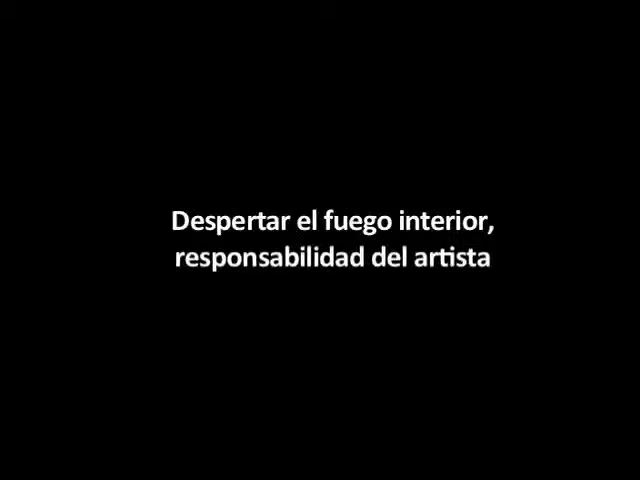 Despertar el fuego interior,
responsabilidad del artista